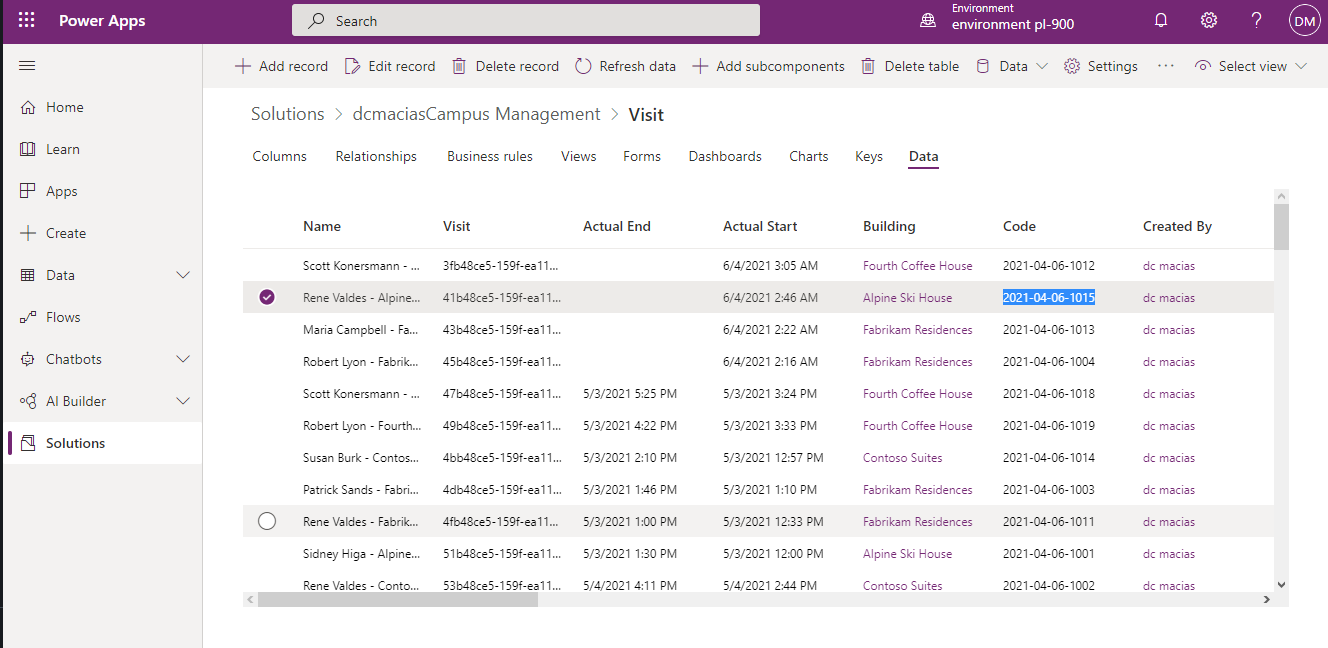 Power Apps
Search
Environment
environment pl-900
?
DM
Add record Edit record Delete record Refresh data Add subcomponents Delete table Data Settings ... Select view
Home
Learn
Apps
Create
Data
Flows
Chatbots
AI Builder
Solutions
Solutions > dcmaciasCampus Management > Visit
Columns Relationships Business rules Views Forms Dashboards Charts Keys Data
Name Visit Actual End Actual Start Building Code Created By
Scott Konersmann - ... 3fb48ce5-159f-ea11... 6/4/2021 3:05 AM Fourth Coffee House 2021-04-06-1012 dc macias
Rene Valdes - Alpine... 41b48ce5-159f-ea11... 6/4/2021 2:46 AM Alpine Ski House 2021-04-06-1015 dc macias
Maria Campbell - Fa... 43b48ce5-159f-ea11... 6/4/2021 2:22 AM Fabrikam Residences 2021-04-06-1013 dc macias
Robert Lyon - Fabrik... 45b48ce5-159f-ea11... 6/4/2021 2:16 AM Fabrikam Residences 2021-04-06-1004 dc macias
Scott Konersmann - ... 47b48ce5-159f-ea11... 5/3/2021 5:25 PM 5/3/2021 3:24 PM Fourth Coffee House 2021-04-06-1018 dc macias
Robert Lyon - Fourth... 49b48ce5-159f-ea11... 5/3/2021 4:22 PM 5/3/2021 3:33 PM Fourth Coffee House 2021-04-06-1019 dc macias
Susan Burk - Contos... 4bb48ce5-159f-ea11... 5/3/2021 2:10 PM 5/3/2021 12:57 PM Contoso Suites 2021-04-06-1014 dc macias
Patrick Sands - Fabri... 4db48ce5-159f-ea11... 5/3/2021 1:46 PM 5/3/2021 1:10 PM Fabrikam Residences 2021-04-06-1003 dc macias
Rene Valdes - Fabrik... 4fb48ce5-159f-ea11... 5/3/2021 1:00 PM 5/3/2021 12:33 PM Fabrikam Residences 2021-04-06-1011 dc macias
Sidney Higa - Alpine... 51b48ce5-159f-ea11... 5/3/2021 1:30 PM 5/3/2021 12:00 PM Alpine Ski House 2021-04-06-1001 dc macias
Rene Valdes - Conto... 53b48ce5-159f-ea11... 5/4/2021 4:11 PM 5/4/2021 2:44 PM Contoso Suites 2021-04-06-1002 dc macias